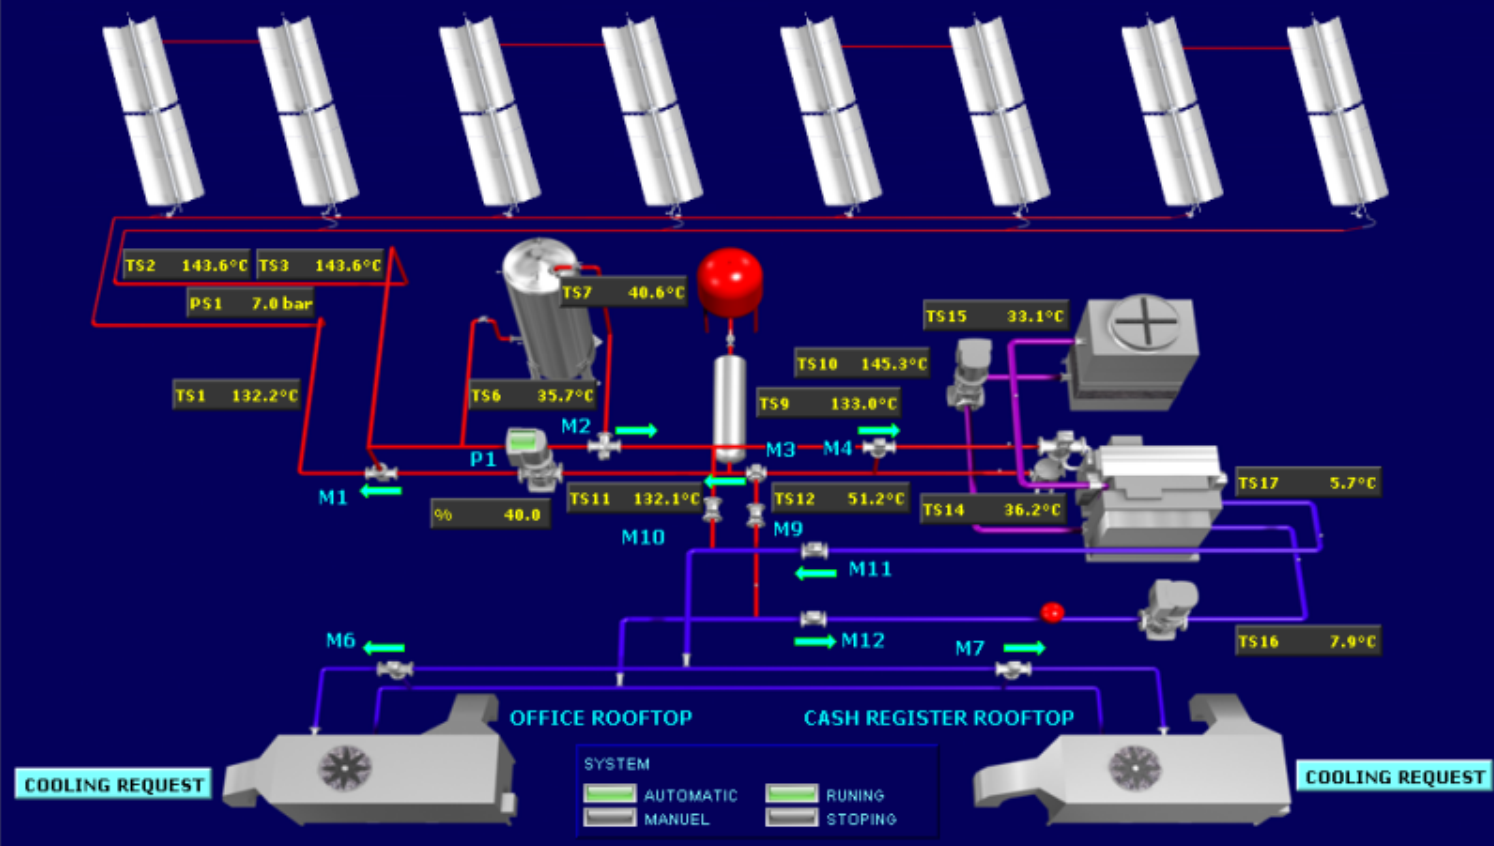 TS2 143.6°C
TS3 143.6°C
PS1 7.0 bar
TS7 40.6°C
TS15 33.1°C
TS10 145.3°C
TS1 132.2°C
TS6 35.7°C
TS9 133.0°C
M2
M3
M4
P1
M1
% 40.0
TS11 132.1°C
TS12 51.2°C
TS14 36.2°C
TS17 5.7°C
M10
M9
M11
M6
M12
M7
TS16 7.9°C
OFFICE ROOFTOP
CASH REGISTER ROOFTOP
COOLING REQUEST
COOLING REQUEST
SYSTEM
AUTOMATIC
RUNING
MANUEL
STOPING